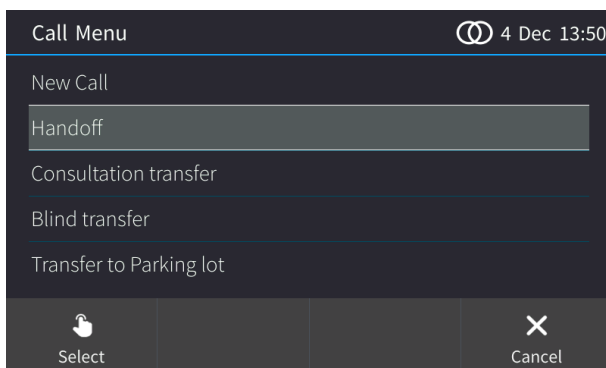 Call Menu 4 Dec 13:50
New Call
Handoff
Consultation transfer
Blind transfer
Transfer to Parking lot
Select Cancel